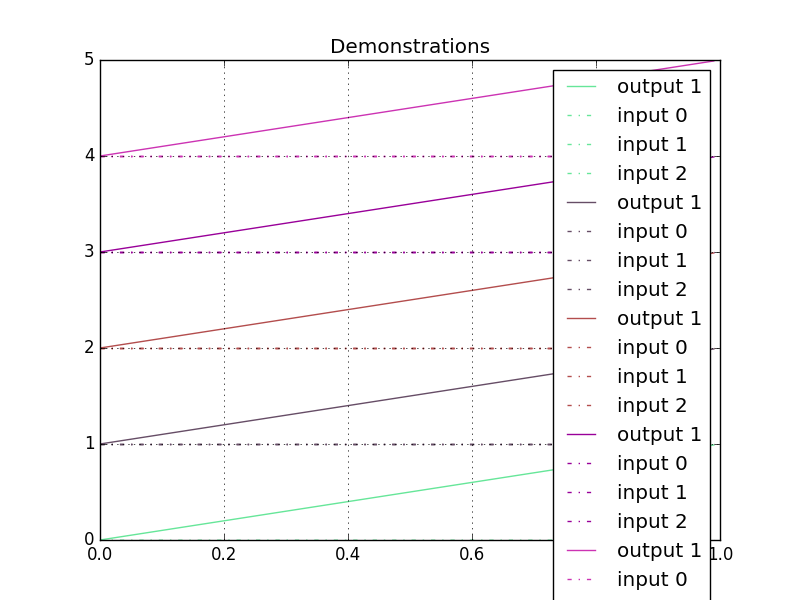 Demonstrations
5
4
3
2
1
0
0.0 0.2 0.4 0.6 1.0
output 1
input 0
input 1
input 2
output 1
input 0
input 1
input 2
output 1
input 0
input 1
input 2
output 1
input 0
input 1
input 2
output 1
input 0